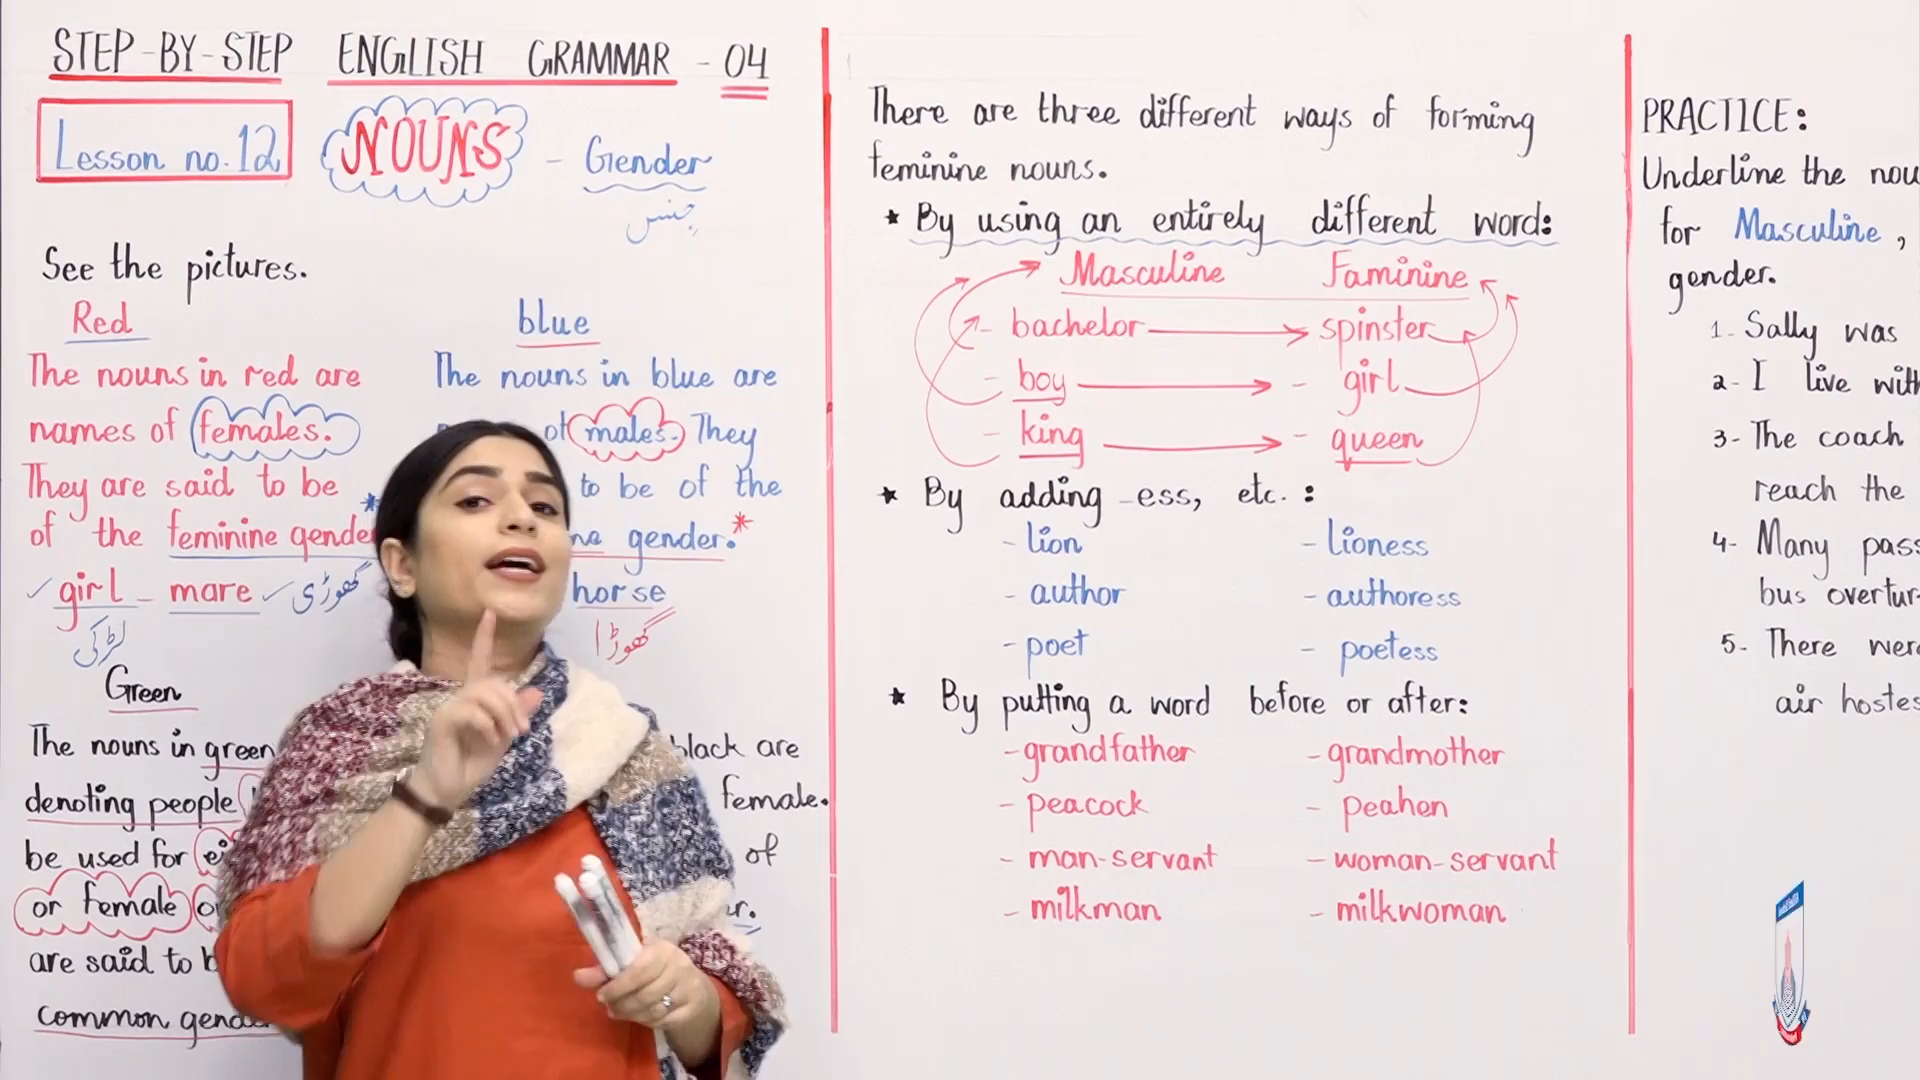 STEP-BY-STEP ENGLISH GRAMMAR - 04
Lesson no.12 NOUNS - Gender
جنس
See the pictures.
Red
The nouns in red are
names of females.
They are said to be
of the feminine gender
girl - mare گھوڑی
لڑکی
blue
The nouns in blue are
of males. They
to be of the
gender.*
horse
گھوڑا
Green
The nouns in green
denoting people
be used for
or female
are said to
common gender
black are
female.
of
There are three different ways of forming
feminine nouns.
* By using an entirely different word:
Masculine Faminine
- bachelor spinster
- boy - girl
- king - queen
* By adding -ess, etc. :
- lion - lioness
- author - authoress
- poet - poetess
* By putting a word before or after:
- grandfather - grandmother
- peacock - peahen
- man-servant - woman-servant
- milkman - milkwoman
PRACTICE:
Underline the nou
for Masculine,
gender.
1- Sally was
2- I live with
3- The coach
reach the
4- Many pass
bus overtur
5- There were
air hostes